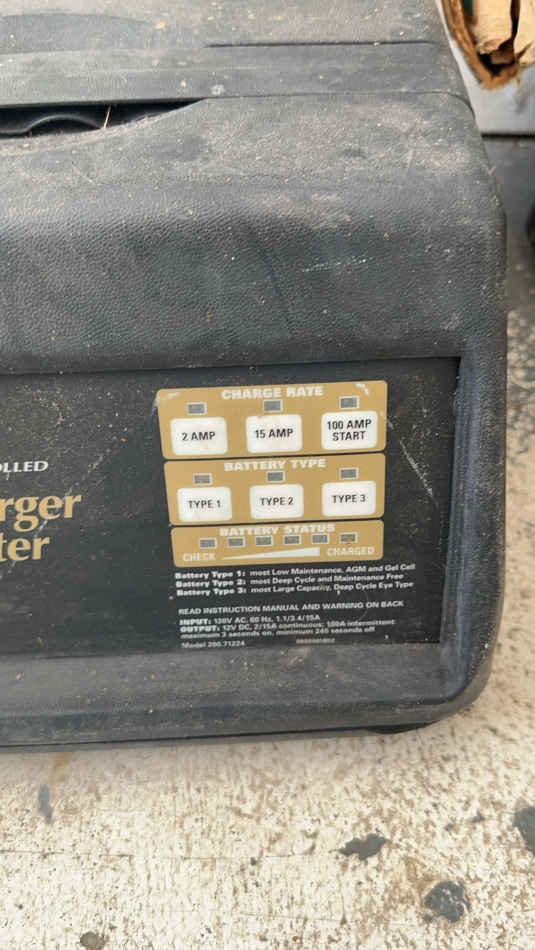 OLLED
arger
ter
CHARGE RATE
2 AMP
15 AMP
100 AMP
START
BATTERY TYPE
TYPE 1
TYPE 2
TYPE 3
BATTERY STATUS
CHECK
CHARGED
Battery Type 1: most Low Maintenance, AGM and Gel Cell
Battery Type 2: most Deep Cycle and Maintenance Free
Battery Type 3: most Large Capacity, Deep Cycle Eye Type
READ INSTRUCTION MANUAL AND WARNING ON BACK
INPUT: 120V AC, 60 Hz, 1.1/3.4/15A
OUTPUT: 12V DC, 2/15A continuous; 100A intermittent
maximum 3 seconds on, minimum 240 seconds off
Model 200.71224